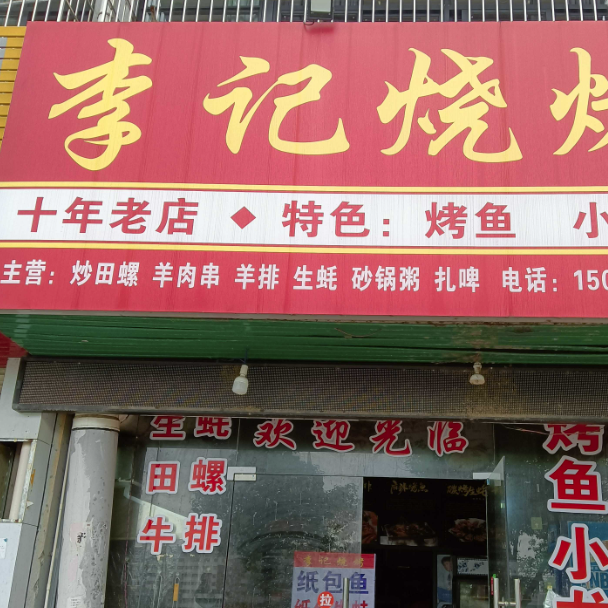 李记烧烤
十年老店 ◆ 特色：烤鱼 小
主营：炒田螺 羊肉串 羊排 生蚝 砂锅粥 扎啤 电话：150
欢迎光临
生蚝
田螺
牛排
烤鱼 小龙
李记烧烤
纸包鱼